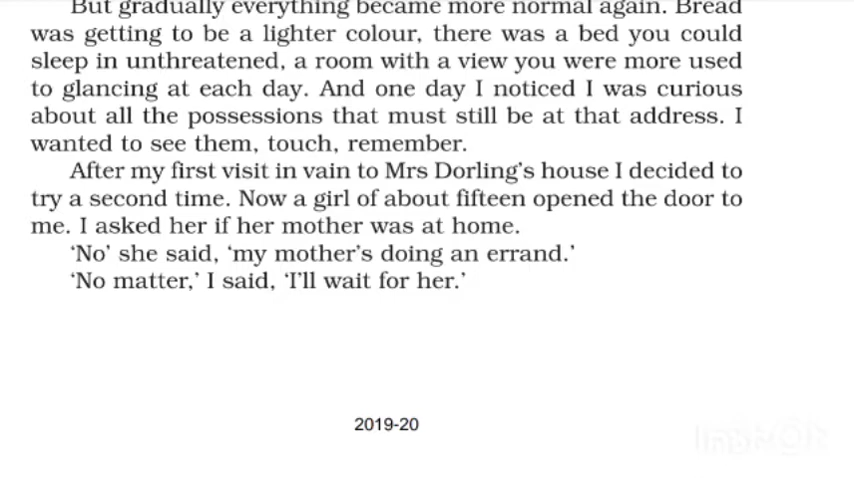 But gradually everything became more normal again. Bread
was getting to be a lighter colour, there was a bed you could
sleep in unthreatened, a room with a view you were more used
to glancing at each day. And one day I noticed I was curious
about all the possessions that must still be at that address. I
wanted to see them, touch, remember.
After my first visit in vain to Mrs Dorling's house I decided to
try a second time. Now a girl of about fifteen opened the door to
me. I asked her if her mother was at home.
‘No’ she said, ‘my mother’s doing an errand.’
‘No matter,’ I said, ‘I’ll wait for her.’
2019-20